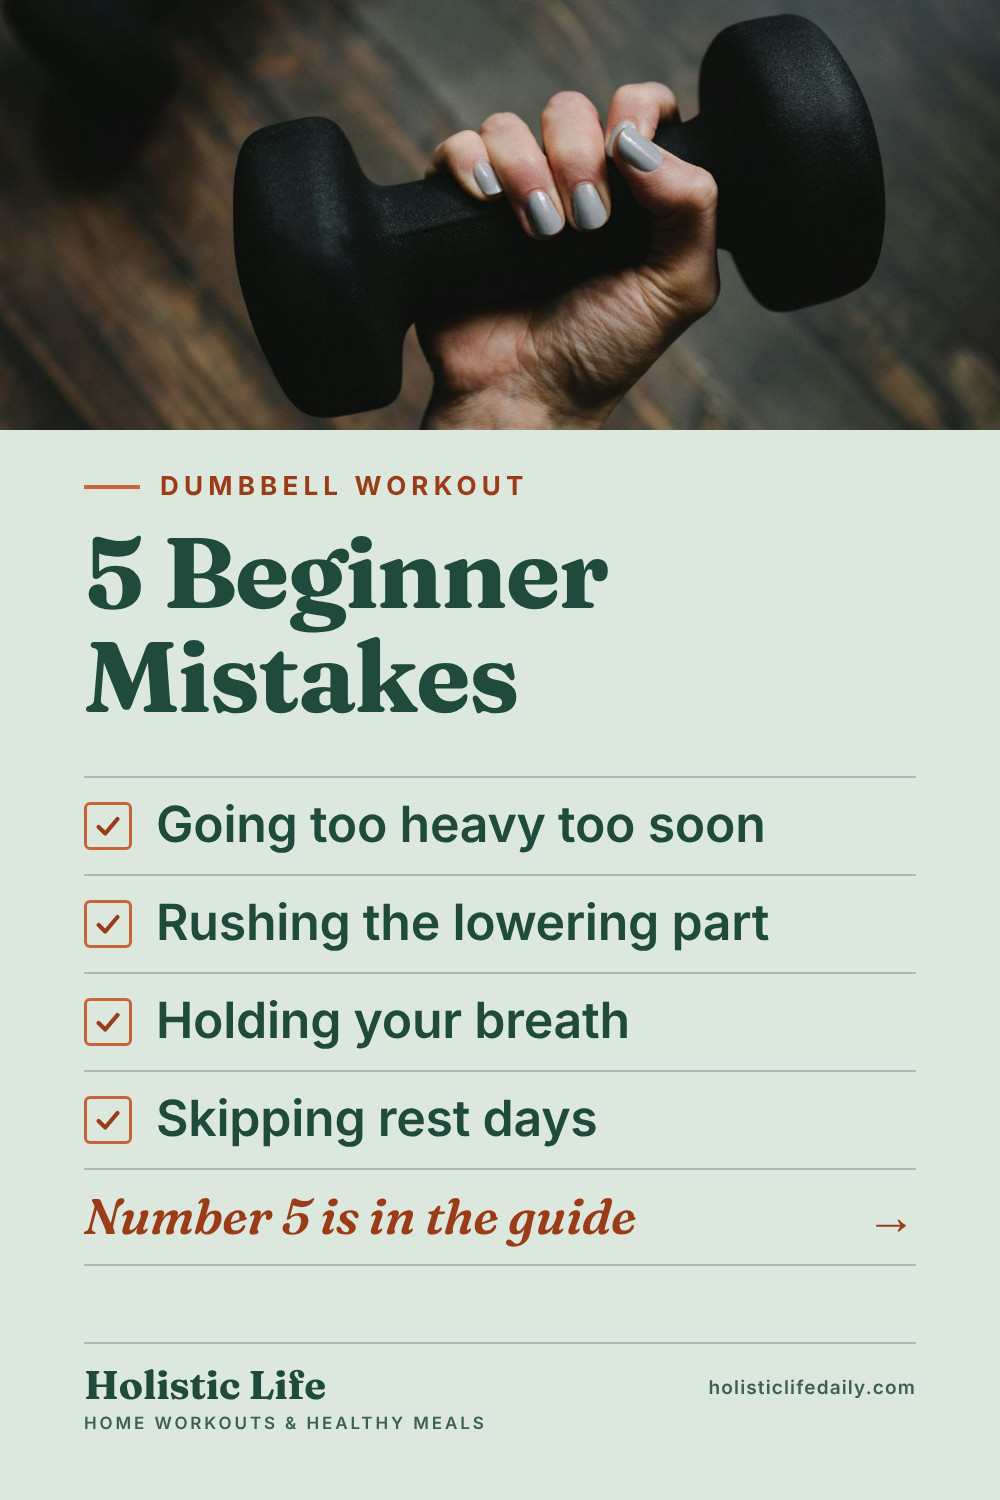 DUMBBELL WORKOUT
5 Beginner
Mistakes
Going too heavy too soon
Rushing the lowering part
Holding your breath
Skipping rest days
Number 5 is in the guide →
Holistic Life
holisticlifedaily.com
HOME WORKOUTS & HEALTHY MEALS